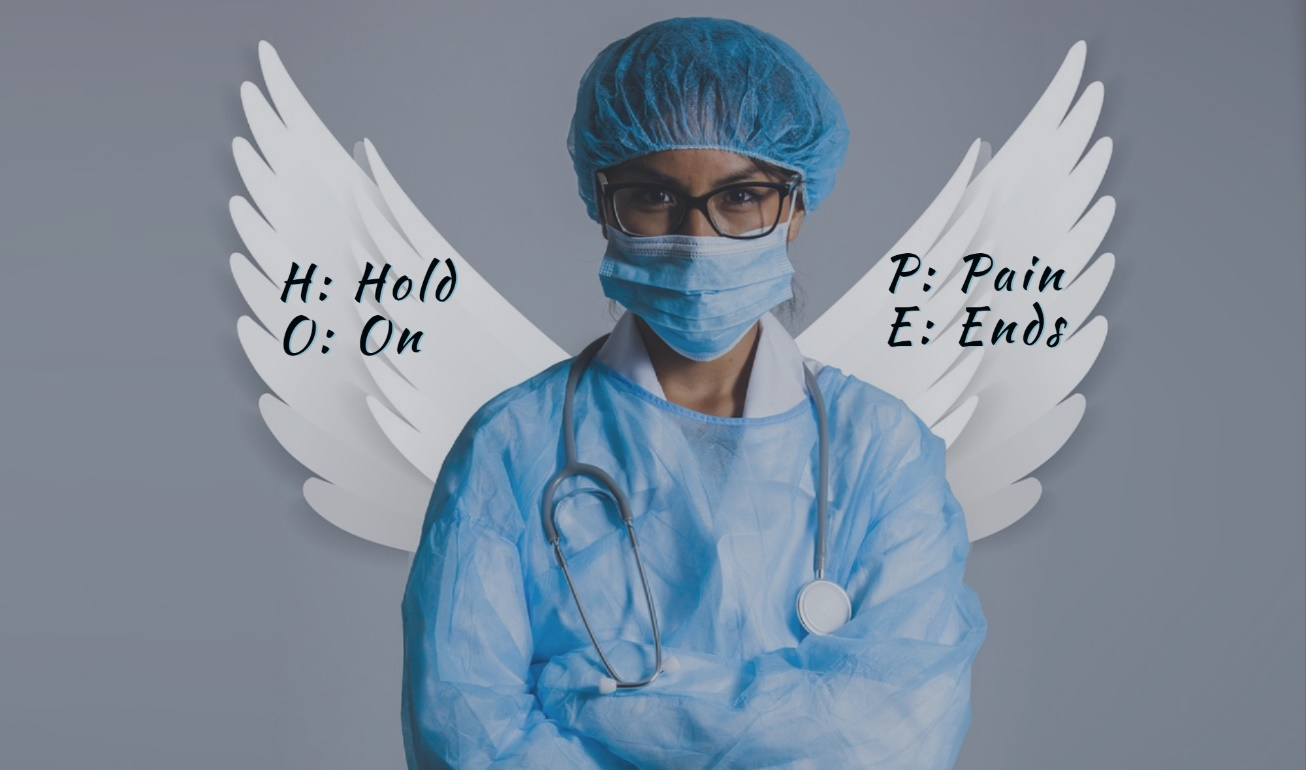 H: Hold
O: On
P: Pain
E: Ends